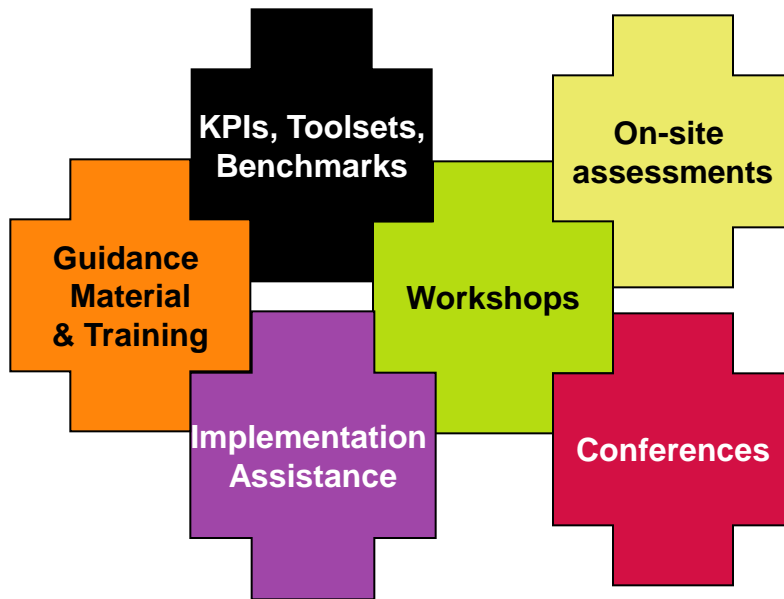 KPIs, Toolsets,
Benchmarks
On-site
assessments
Guidance
Material
& Training
Workshops
Implementation
Assistance
Conferences